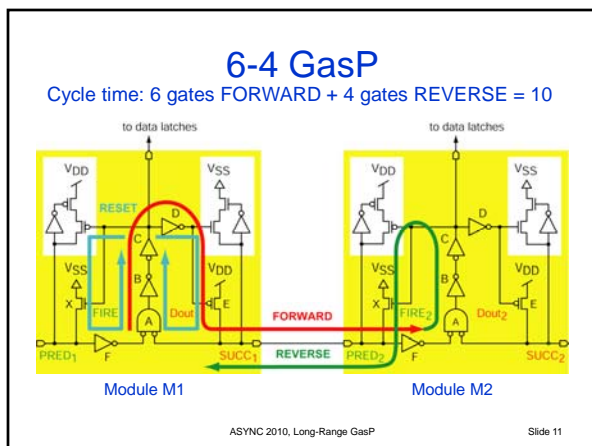 6-4 GasP
Cycle time: 6 gates FORWARD + 4 gates REVERSE = 10
to data latches
to data latches
VDD
VSS
VDD
VSS
RESET
D
D
C
C
VSS
VDD
VSS
VDD
B
B
X
FIRE
Dout
E
X
FIRE2
Dout2
E
A
A
FORWARD
PRED1
F
SUCC1
REVERSE
PRED2
F
SUCC2
Module M1
Module M2
ASYNC 2010, Long-Range GasP
Slide 11